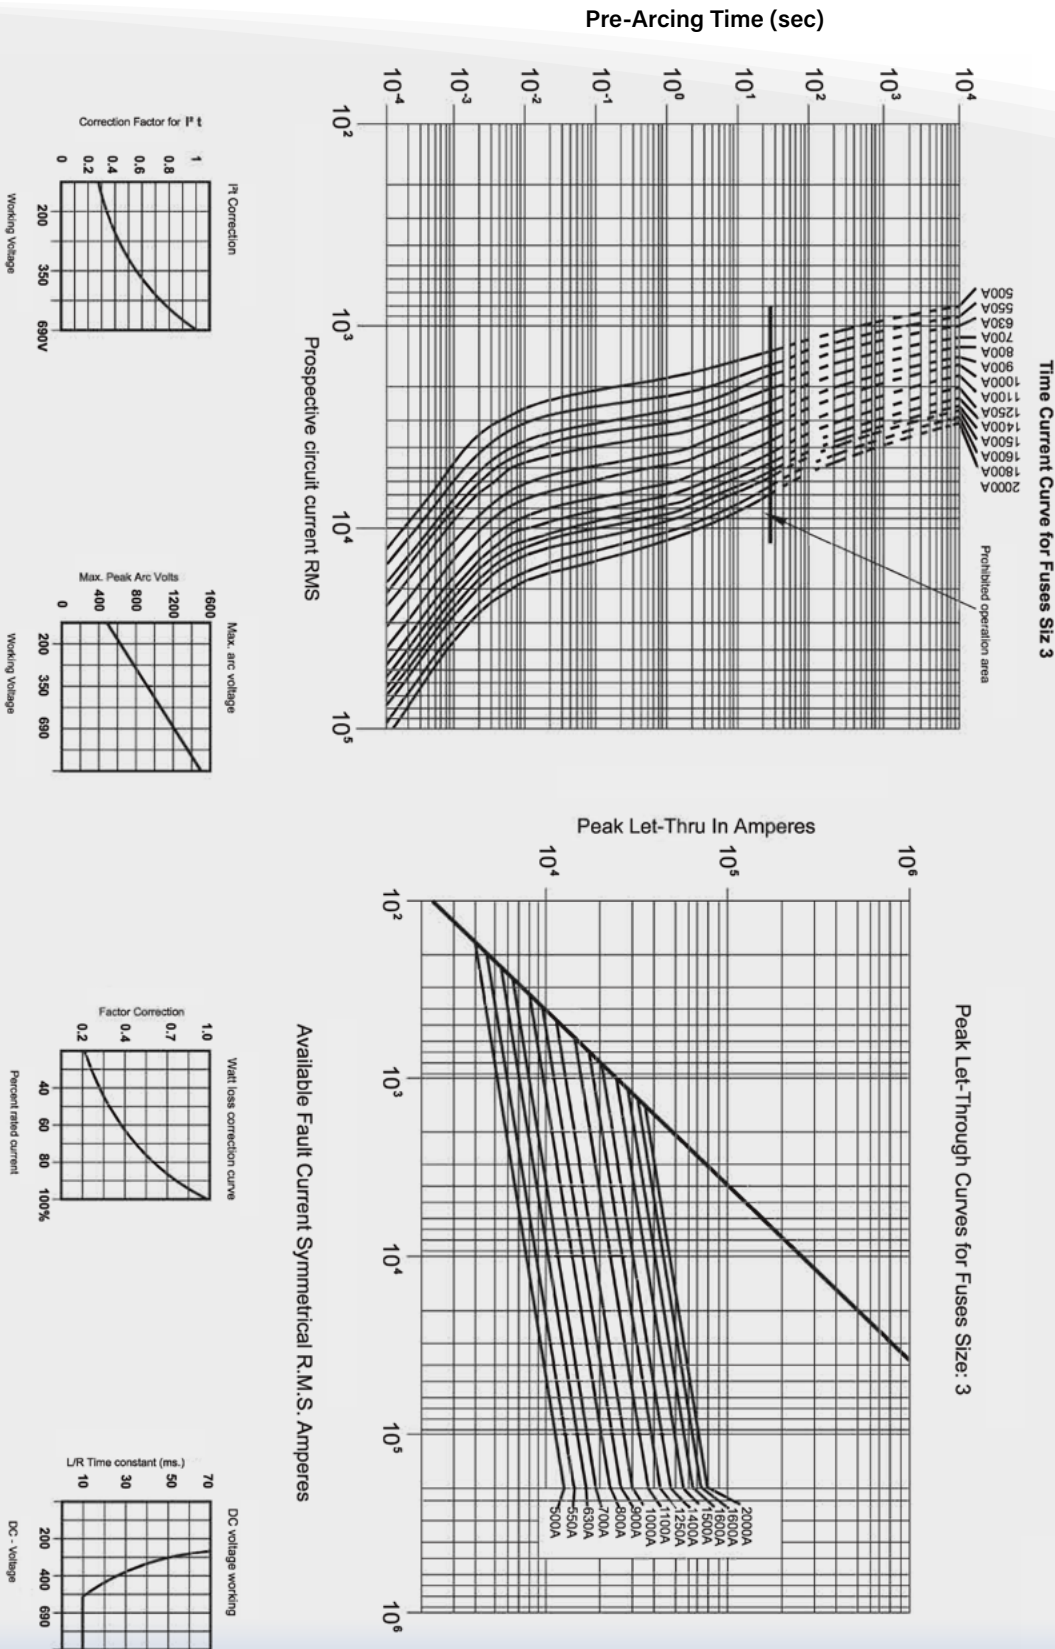 Pre-Arcing Time (sec)
Time Current Curve for Fuses Siz 3
10⁴
10³
10²
10¹
10⁰
10⁻¹
10⁻²
10⁻³
10⁻⁴
10²
10³
10⁴
10⁵
Prospective circuit current RMS
500A
550A
630A
700A
800A
900A
1000A
1100A
1250A
1400A
1500A
1600A
1800A
2000A
Prohibited operation area
Peak Let-Through Curves for Fuses Size: 3
Peak Let-Thru In Amperes
10⁶
10⁵
10⁴
10²
10³
10⁴
10⁵
10⁶
Available Fault Current Symmetrical R.M.S. Amperes
2000A
1600A
1600A
1500A
1400A
1250A
1100A
1000A
900A
800A
700A
630A
550A
500A
I²t Correction
Correction Factor for I² t
1
0.8
0.6
0.4
0.2
0
200
350
690V
Working Voltage
Max. arc voltage
Max. Peak Arc Volts
1600
1200
800
400
0
200
350
690
Working Voltage
Watt loss correction curve
Factor Correction
1.0
0.7
0.4
0.2
40
60
80
100%
Percent rated current
DC voltage working
L/R Time constant (ms.)
70
50
30
10
200
400
690
DC - Voltage